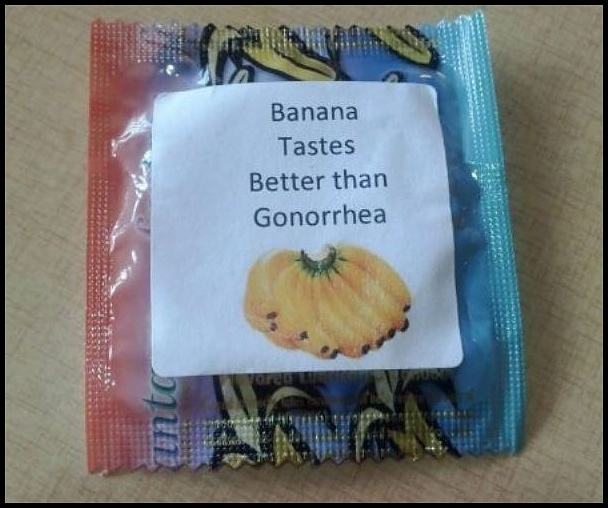 Banana
Tastes
Better than
Gonorrhea